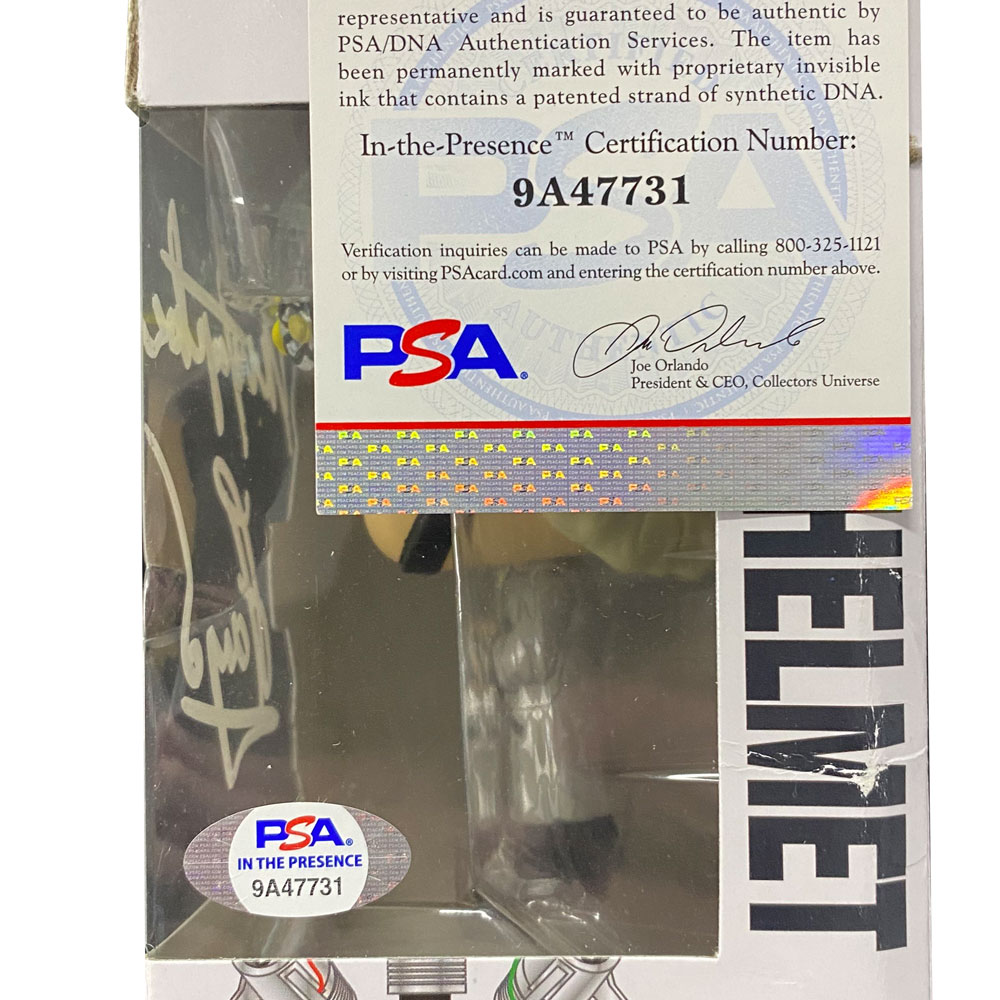 representative and is guaranteed to be authentic by
PSA/DNA Authentication Services. The item has
been permanently marked with proprietary invisible
ink that contains a patented strand of synthetic DNA.
In-the-Presence™ Certification Number:
9A47731
Verification inquiries can be made to PSA by calling 800-325-1121
or by visiting PSAcard.com and entering the certification number above.
PSA®
Joe Orlando
President & CEO, Collectors Universe
HELMET
PSA®
IN THE PRESENCE
9A47731